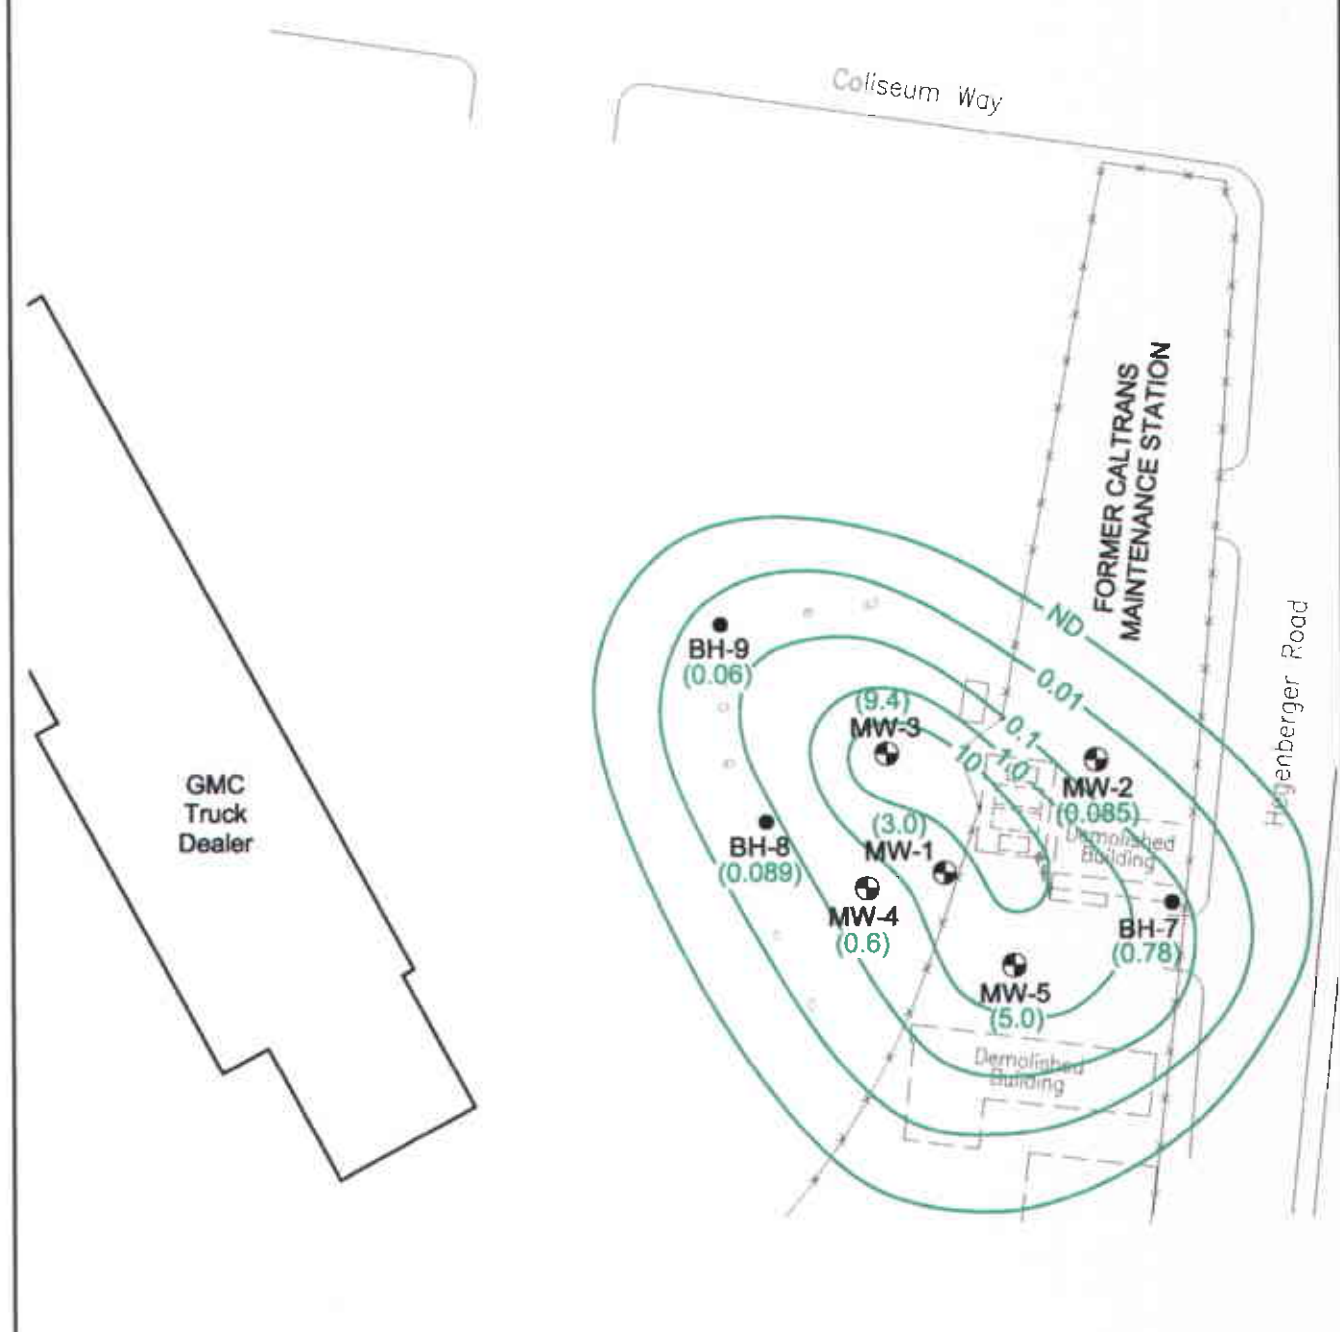 Coliseum Way
FORMER CALTRANS
MAINTENANCE STATION
Hegenberger Road
ND
0.01
0.1
1.0
10
BH-9
(0.06)
(9.4)
MW-3
MW-2
(0.085)
Demolished
Building
GMC
Truck
Dealer
(3.0)
MW-1
BH-8
(0.089)
MW-4
(0.6)
BH-7
(0.78)
MW-5
(5.0)
Demolished
Building